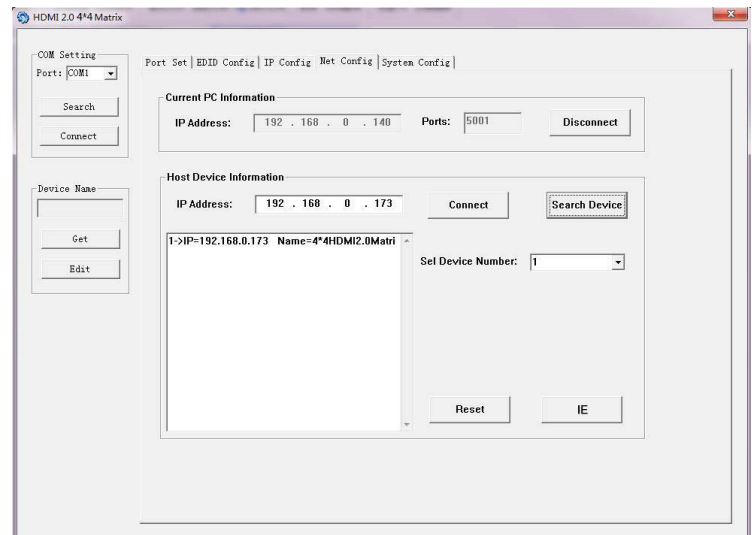 HDMI 2.0 4*4 Matrix
COM Setting
Port: COM1
Search
Connect
Device Name
Get
Edit
Port Set EDID Config IP Config Net Config System Config
Current PC Information
IP Address: 192 . 168 . 0 . 140 Ports: 5001 Disconnect
Host Device Information
IP Address: 192 . 168 . 0 . 173 Connect Search Device
1->IP=192.168.0.173 Name=4*4HDMI2.0Matri
Sel Device Number: 1
Reset IE